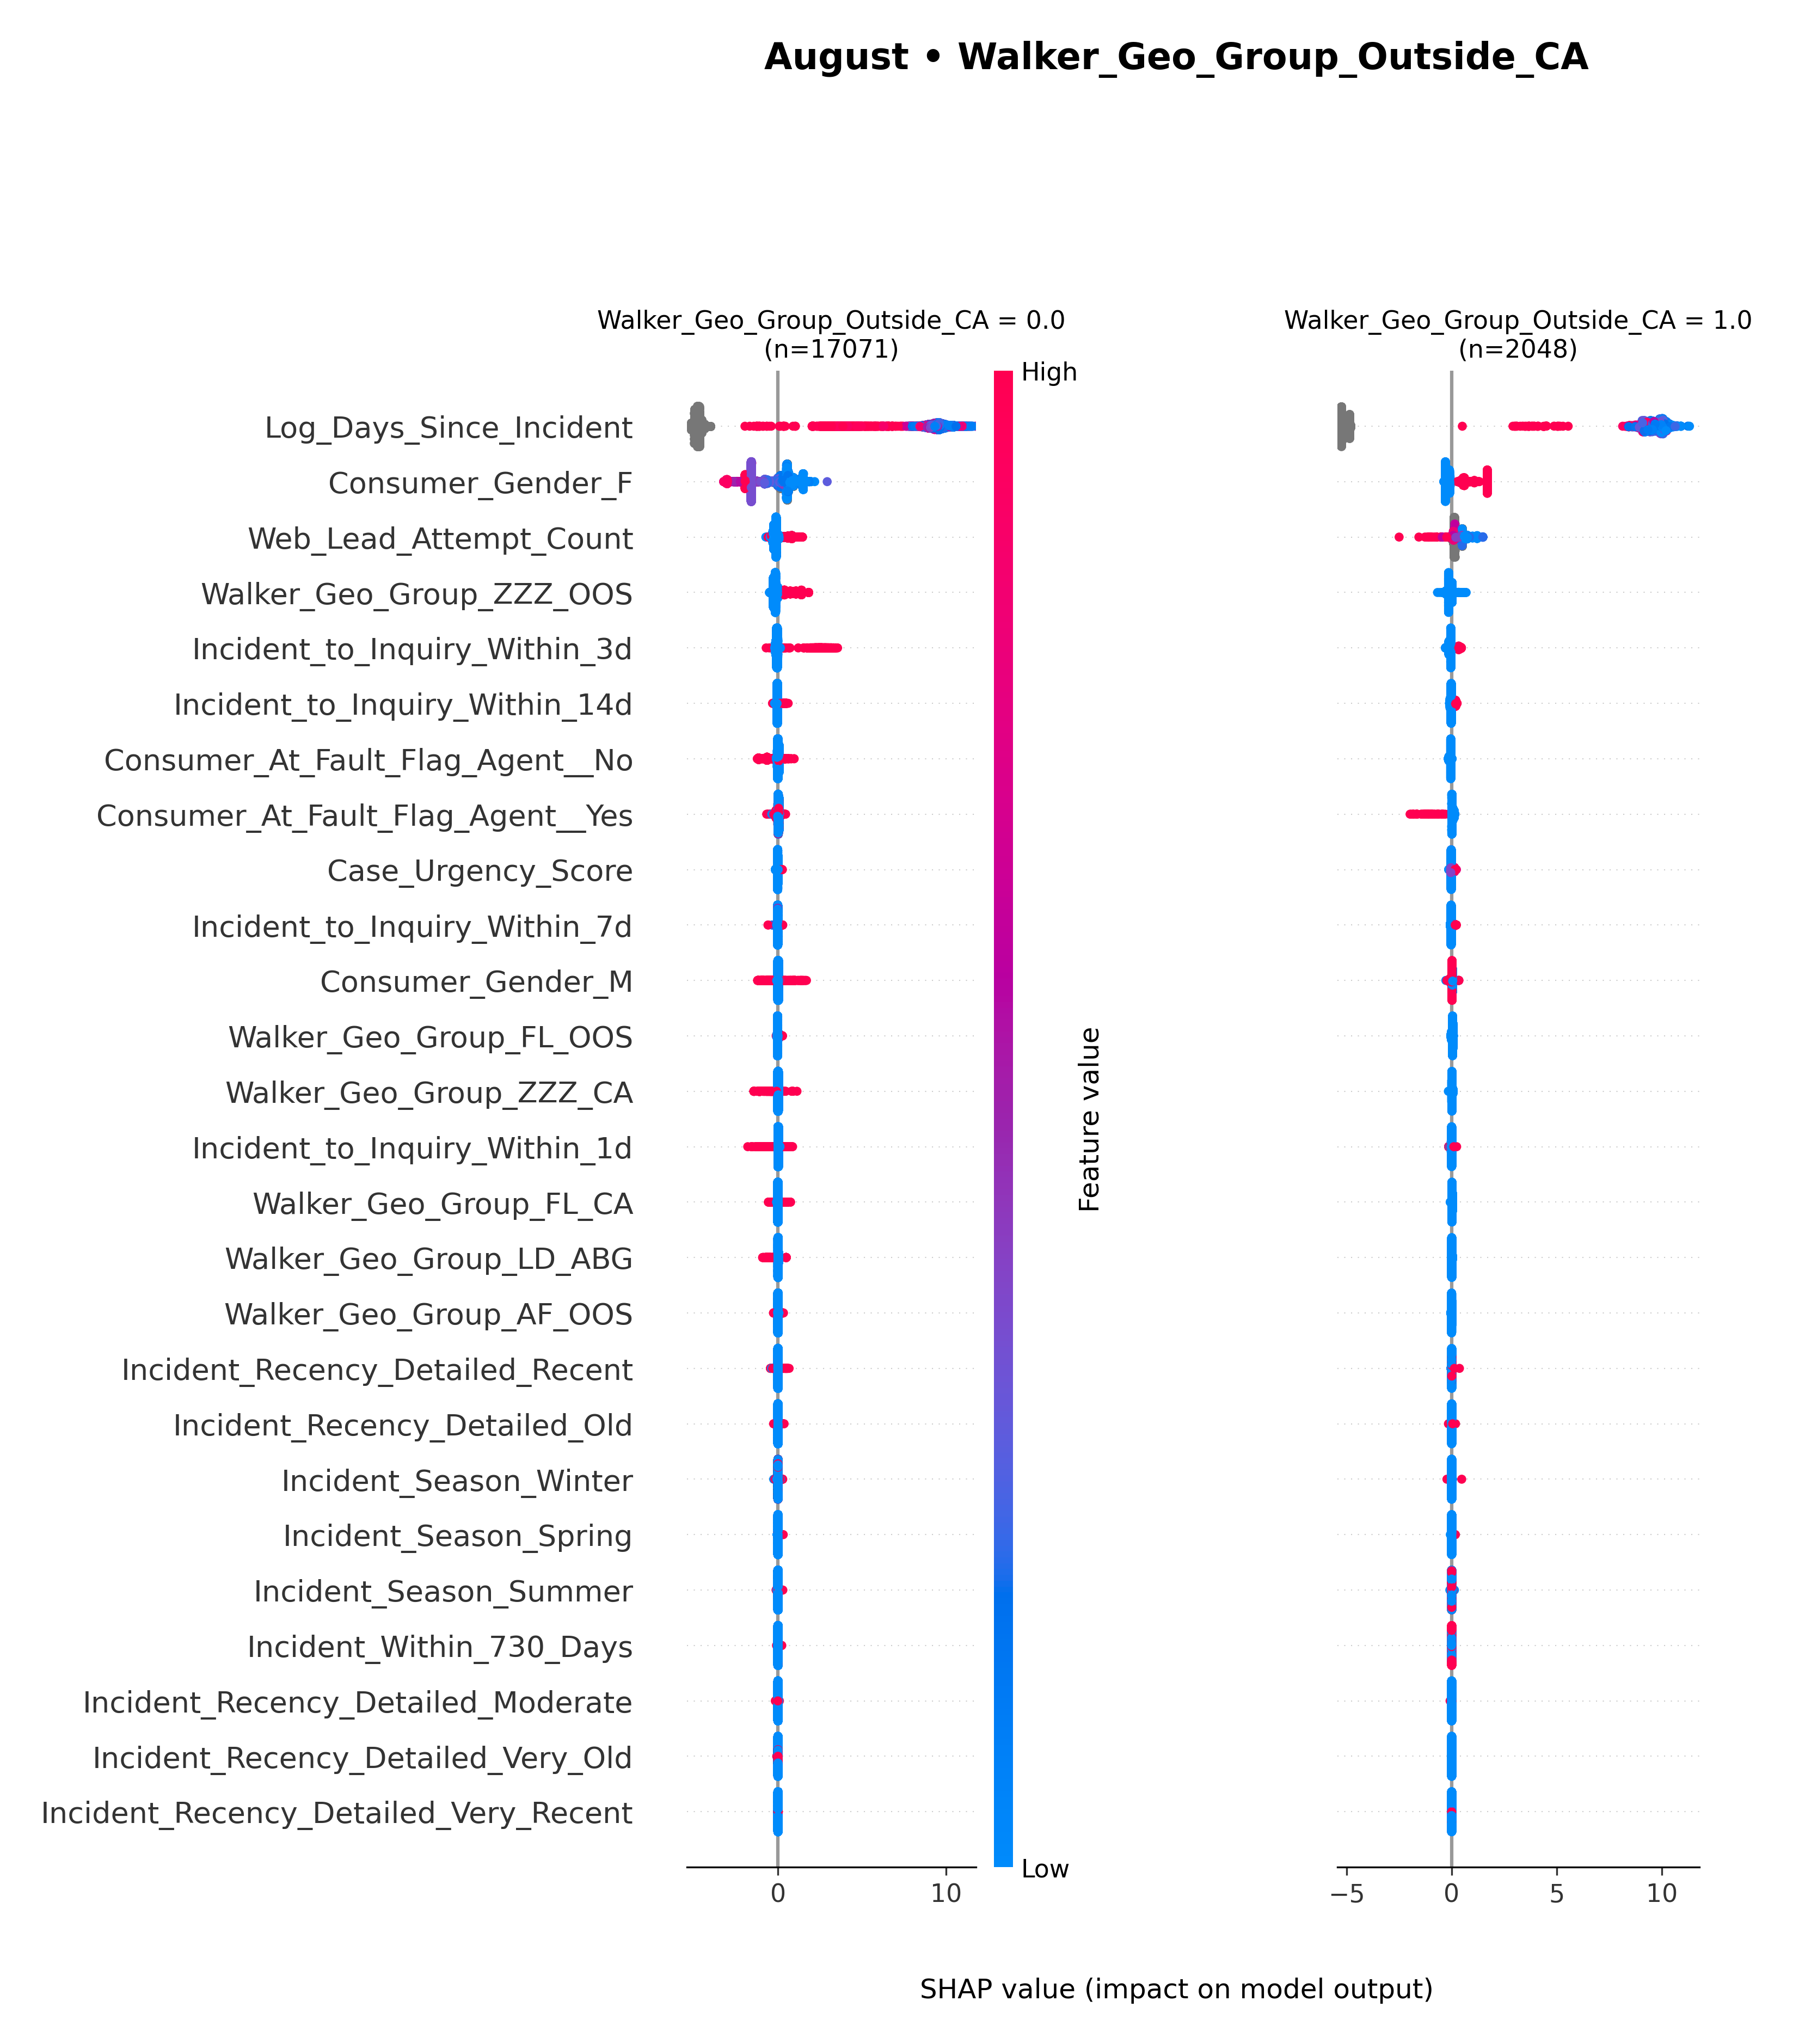 August • Walker_Geo_Group_Outside_CA
Walker_Geo_Group_Outside_CA = 0.0
(n=17071)
Walker_Geo_Group_Outside_CA = 1.0
(n=2048)
High
Log_Days_Since_Incident
Consumer_Gender_F
Web_Lead_Attempt_Count
Walker_Geo_Group_ZZZ_OOS
Incident_to_Inquiry_Within_3d
Incident_to_Inquiry_Within_14d
Consumer_At_Fault_Flag_Agent__No
Consumer_At_Fault_Flag_Agent__Yes
Case_Urgency_Score
Incident_to_Inquiry_Within_7d
Consumer_Gender_M
Walker_Geo_Group_FL_OOS
Walker_Geo_Group_ZZZ_CA
Incident_to_Inquiry_Within_1d
Walker_Geo_Group_FL_CA
Walker_Geo_Group_LD_ABG
Walker_Geo_Group_AF_OOS
Incident_Recency_Detailed_Recent
Incident_Recency_Detailed_Old
Incident_Season_Winter
Incident_Season_Spring
Incident_Season_Summer
Incident_Within_730_Days
Incident_Recency_Detailed_Moderate
Incident_Recency_Detailed_Very_Old
Incident_Recency_Detailed_Very_Recent
Feature value
Low
0 10
−5 0 5 10
SHAP value (impact on model output)